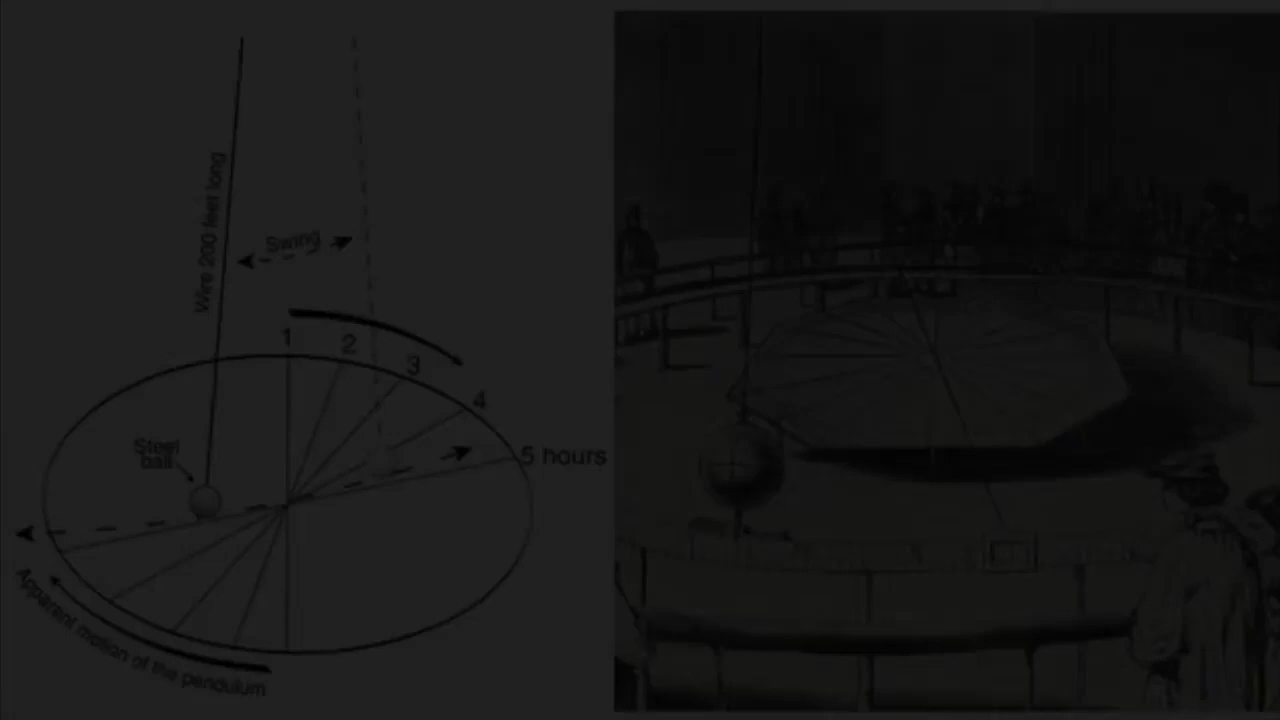 Wire 200 feet long
Swing
1
2
3
4
5 hours
Steel
ball
Apparent motion of the pendulum